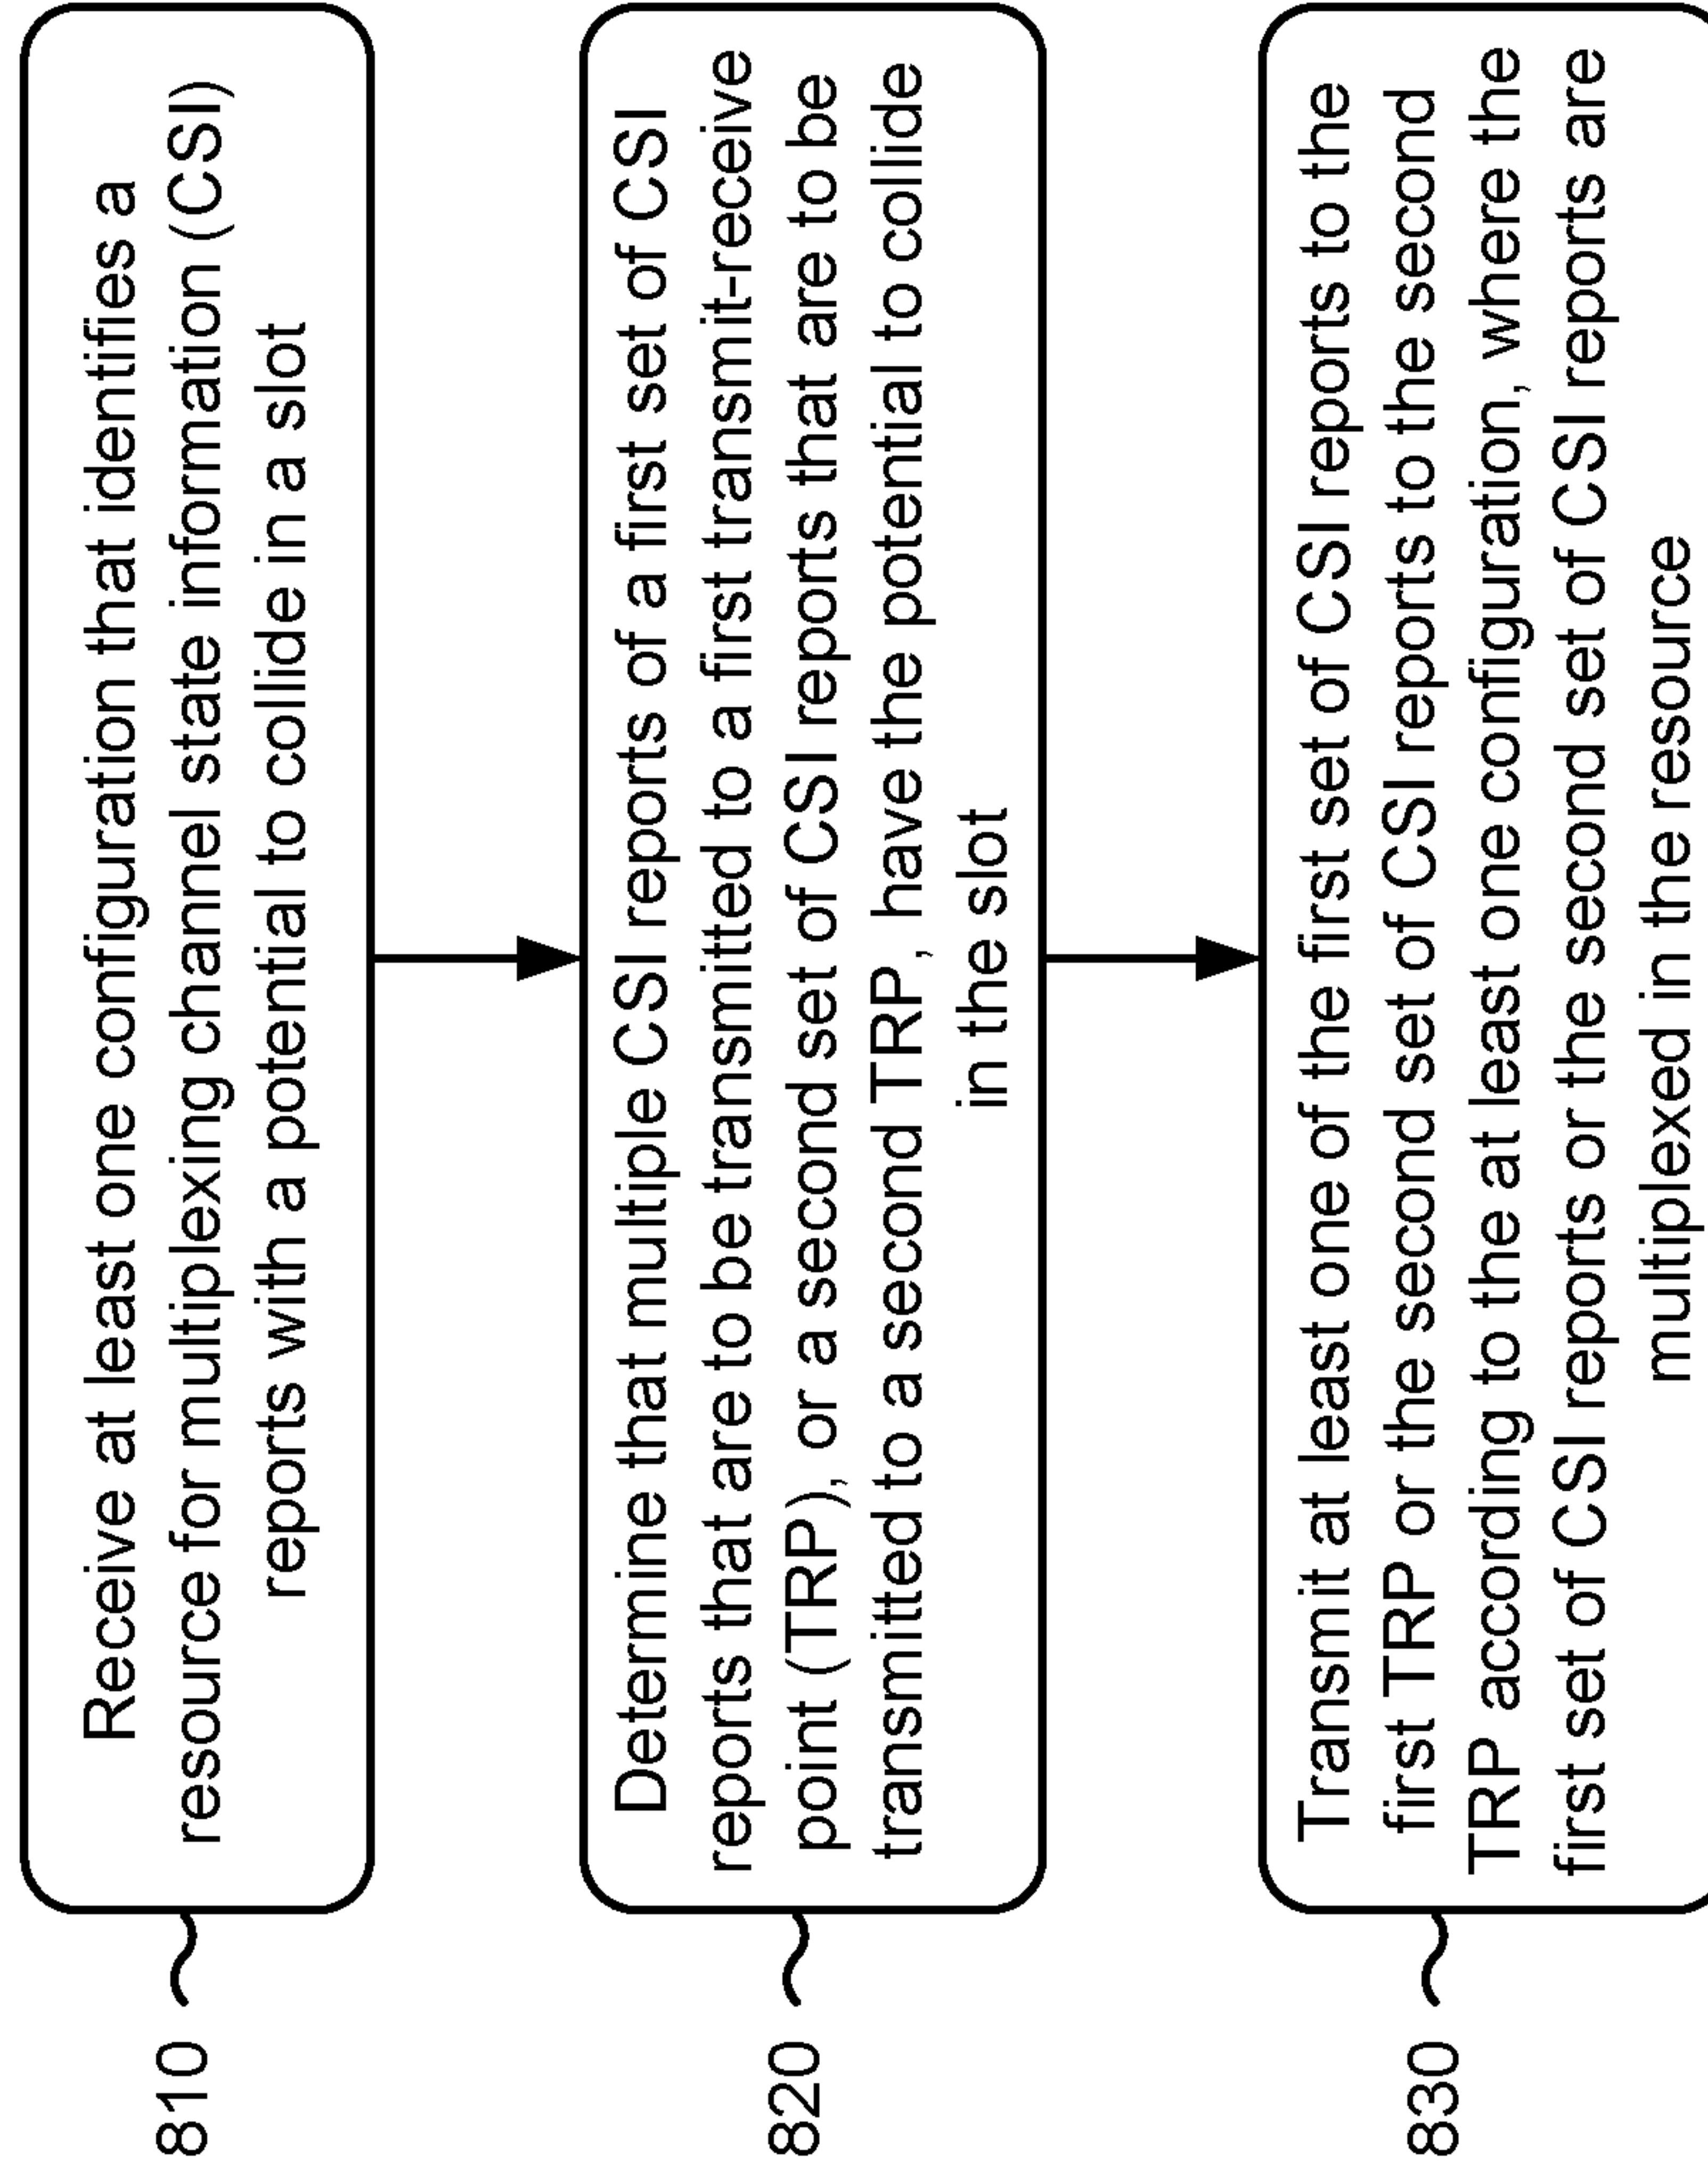 810
Receive at least one configuration that identifies a
resource for multiplexing channel state information (CSI)
reports with a potential to collide in a slot
820
Determine that multiple CSI reports of a first set of CSI
reports that are to be transmitted to a first transmit-receive
point (TRP), or a second set of CSI reports that are to be
transmitted to a second TRP, have the potential to collide
in the slot
830
Transmit at least one of the first set of CSI reports to the
first TRP or the second set of CSI reports to the second
TRP according to the at least one configuration, where the
first set of CSI reports or the second set of CSI reports are
multiplexed in the resource